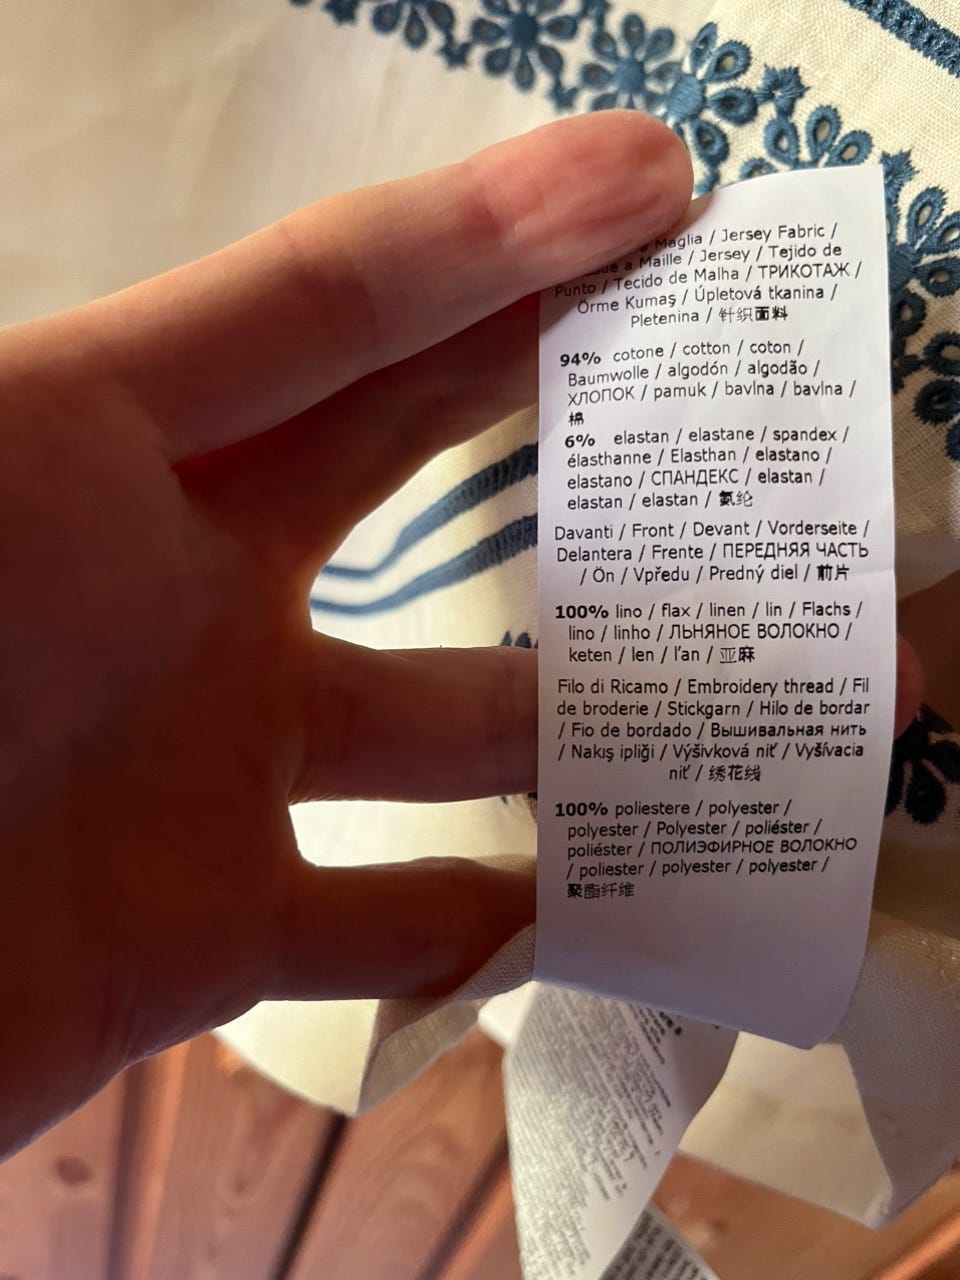 Maglia / Jersey Fabric /
a Maille / Jersey / Tejido de
Punto / Tecido de Malha / ТРИКОТАЖ /
Örme Kumaş / Úpletová tkanina /
Pletenina / 针织面料
94% cotone / cotton / coton /
Baumwolle / algodón / algodão /
ХЛОПОК / pamuk / bavlna / bavlna /
棉
6% elastan / elastane / spandex /
élasthanne / Elasthan / elastano /
elastano / СПАНДЕКС / elastan /
elastan / elastan / 氨纶
Davanti / Front / Devant / Vorderseite /
Delantera / Frente / ПЕРЕДНЯЯ ЧАСТЬ
/ Ön / Vpředu / Predný diel / 前片
100% lino / flax / linen / lin / Flachs /
lino / linho / ЛЬНЯНОЕ ВОЛОКНО /
keten / len / ľan / 亚麻
Filo di Ricamo / Embroidery thread / Fil
de broderie / Stickgarn / Hilo de bordar
/ Fio de bordado / Вышивальная нить
/ Nakış ipliği / Výšivková niť / Vyšívacia
niť / 绣花线
100% poliestere / polyester /
polyester / Polyester / poliéster /
poliéster / ПОЛИЭФИРНОЕ ВОЛОКНО
/ poliester / polyester / polyester /
聚酯纤维